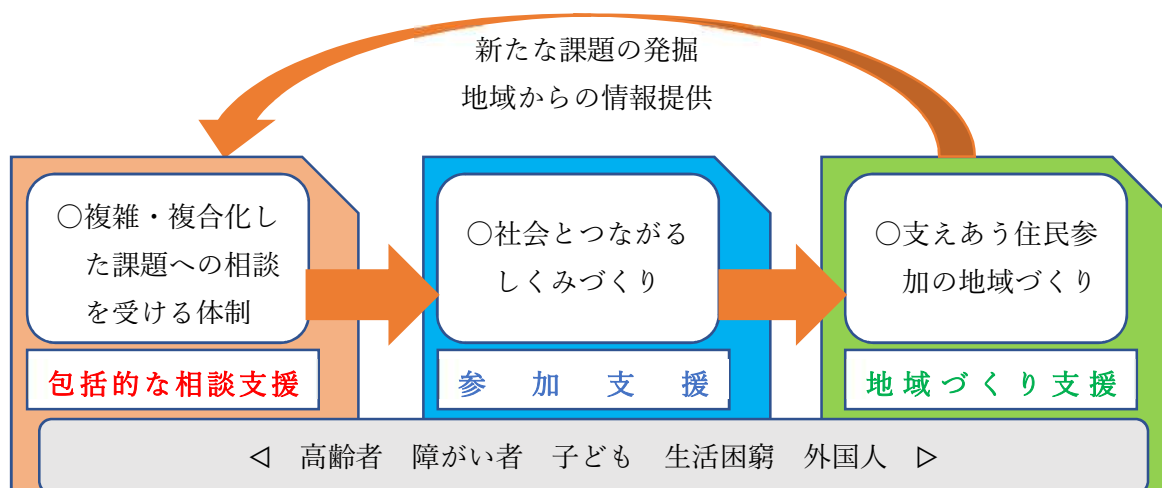 新たな課題の発掘
地域からの情報提供
○複雑・複合化し
た課題への相談
を受ける体制
包括的な相談支援
○社会とつながる
しくみづくり
参加支援
○支えあう住民参
加の地域づくり
地域づくり支援
◁ 高齢者 障がい者 子ども 生活困窮 外国人 ▷